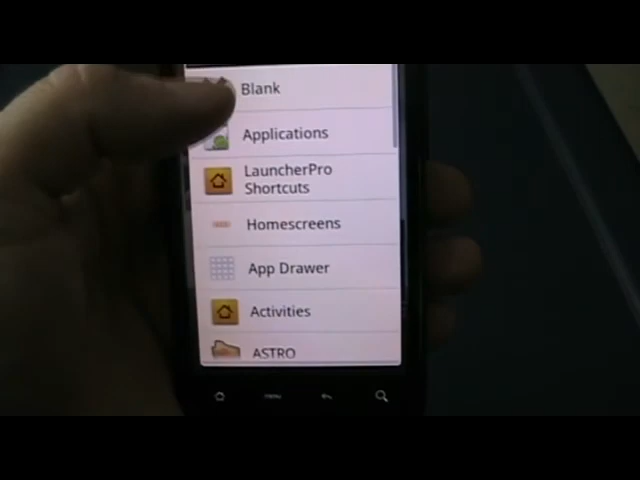 Blank
Applications
LauncherPro
Shortcuts
Homescreens
App Drawer
Activities
ASTRO